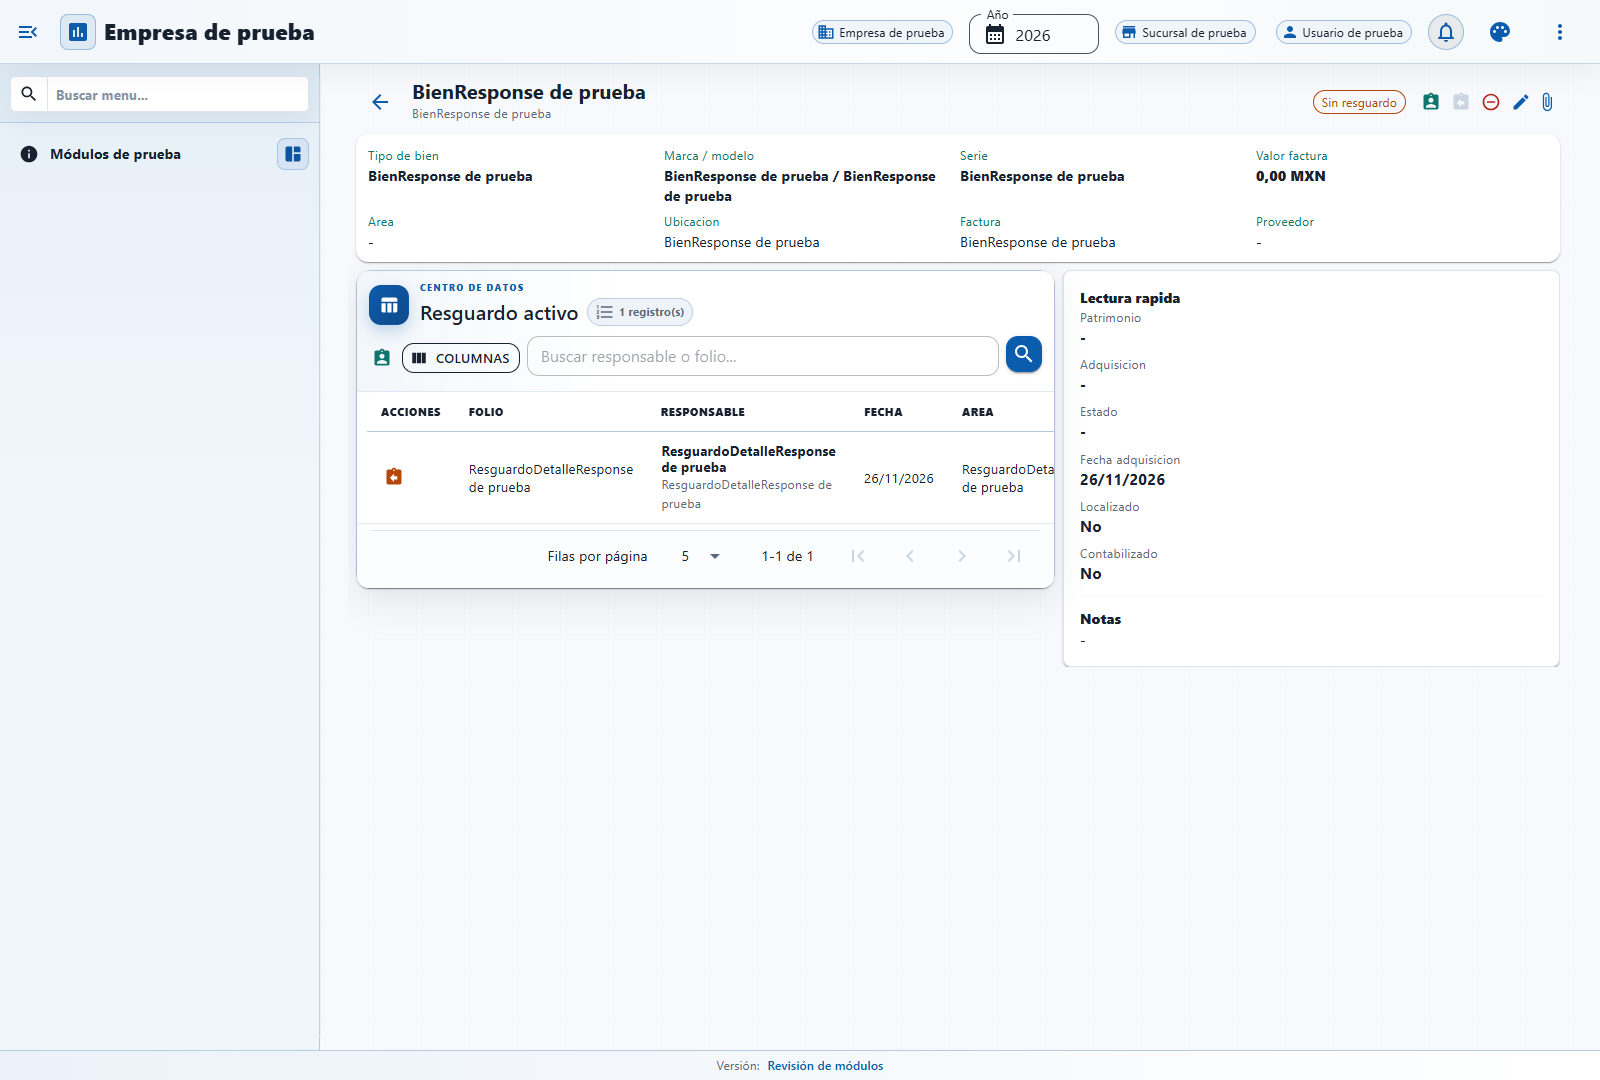 Empresa de prueba
Empresa de prueba
Año
2026
Sucursal de prueba
Usuario de prueba
Buscar menu...
Módulos de prueba
BienResponse de prueba
BienResponse de prueba
Sin resguardo
Tipo de bien
BienResponse de prueba
Marca / modelo
BienResponse de prueba / BienResponse
de prueba
Serie
BienResponse de prueba
Valor factura
0,00 MXN
Area
-
Ubicacion
BienResponse de prueba
Factura
BienResponse de prueba
Proveedor
-
CENTRO DE DATOS
Resguardo activo
1 registro(s)
COLUMNAS
Buscar responsable o folio...
ACCIONES FOLIO RESPONSABLE FECHA AREA
ResguardoDetalleResponse
de prueba
ResguardoDetalleResponse
de prueba
ResguardoDetalleResponse de
prueba
26/11/2026
ResguardoDeta
de prueba
Filas por página 5 1-1 de 1
Lectura rapida
Patrimonio
-
Adquisicion
-
Estado
-
Fecha adquisicion
26/11/2026
Localizado
No
Contabilizado
No
Notas
-
Versión: Revisión de módulos